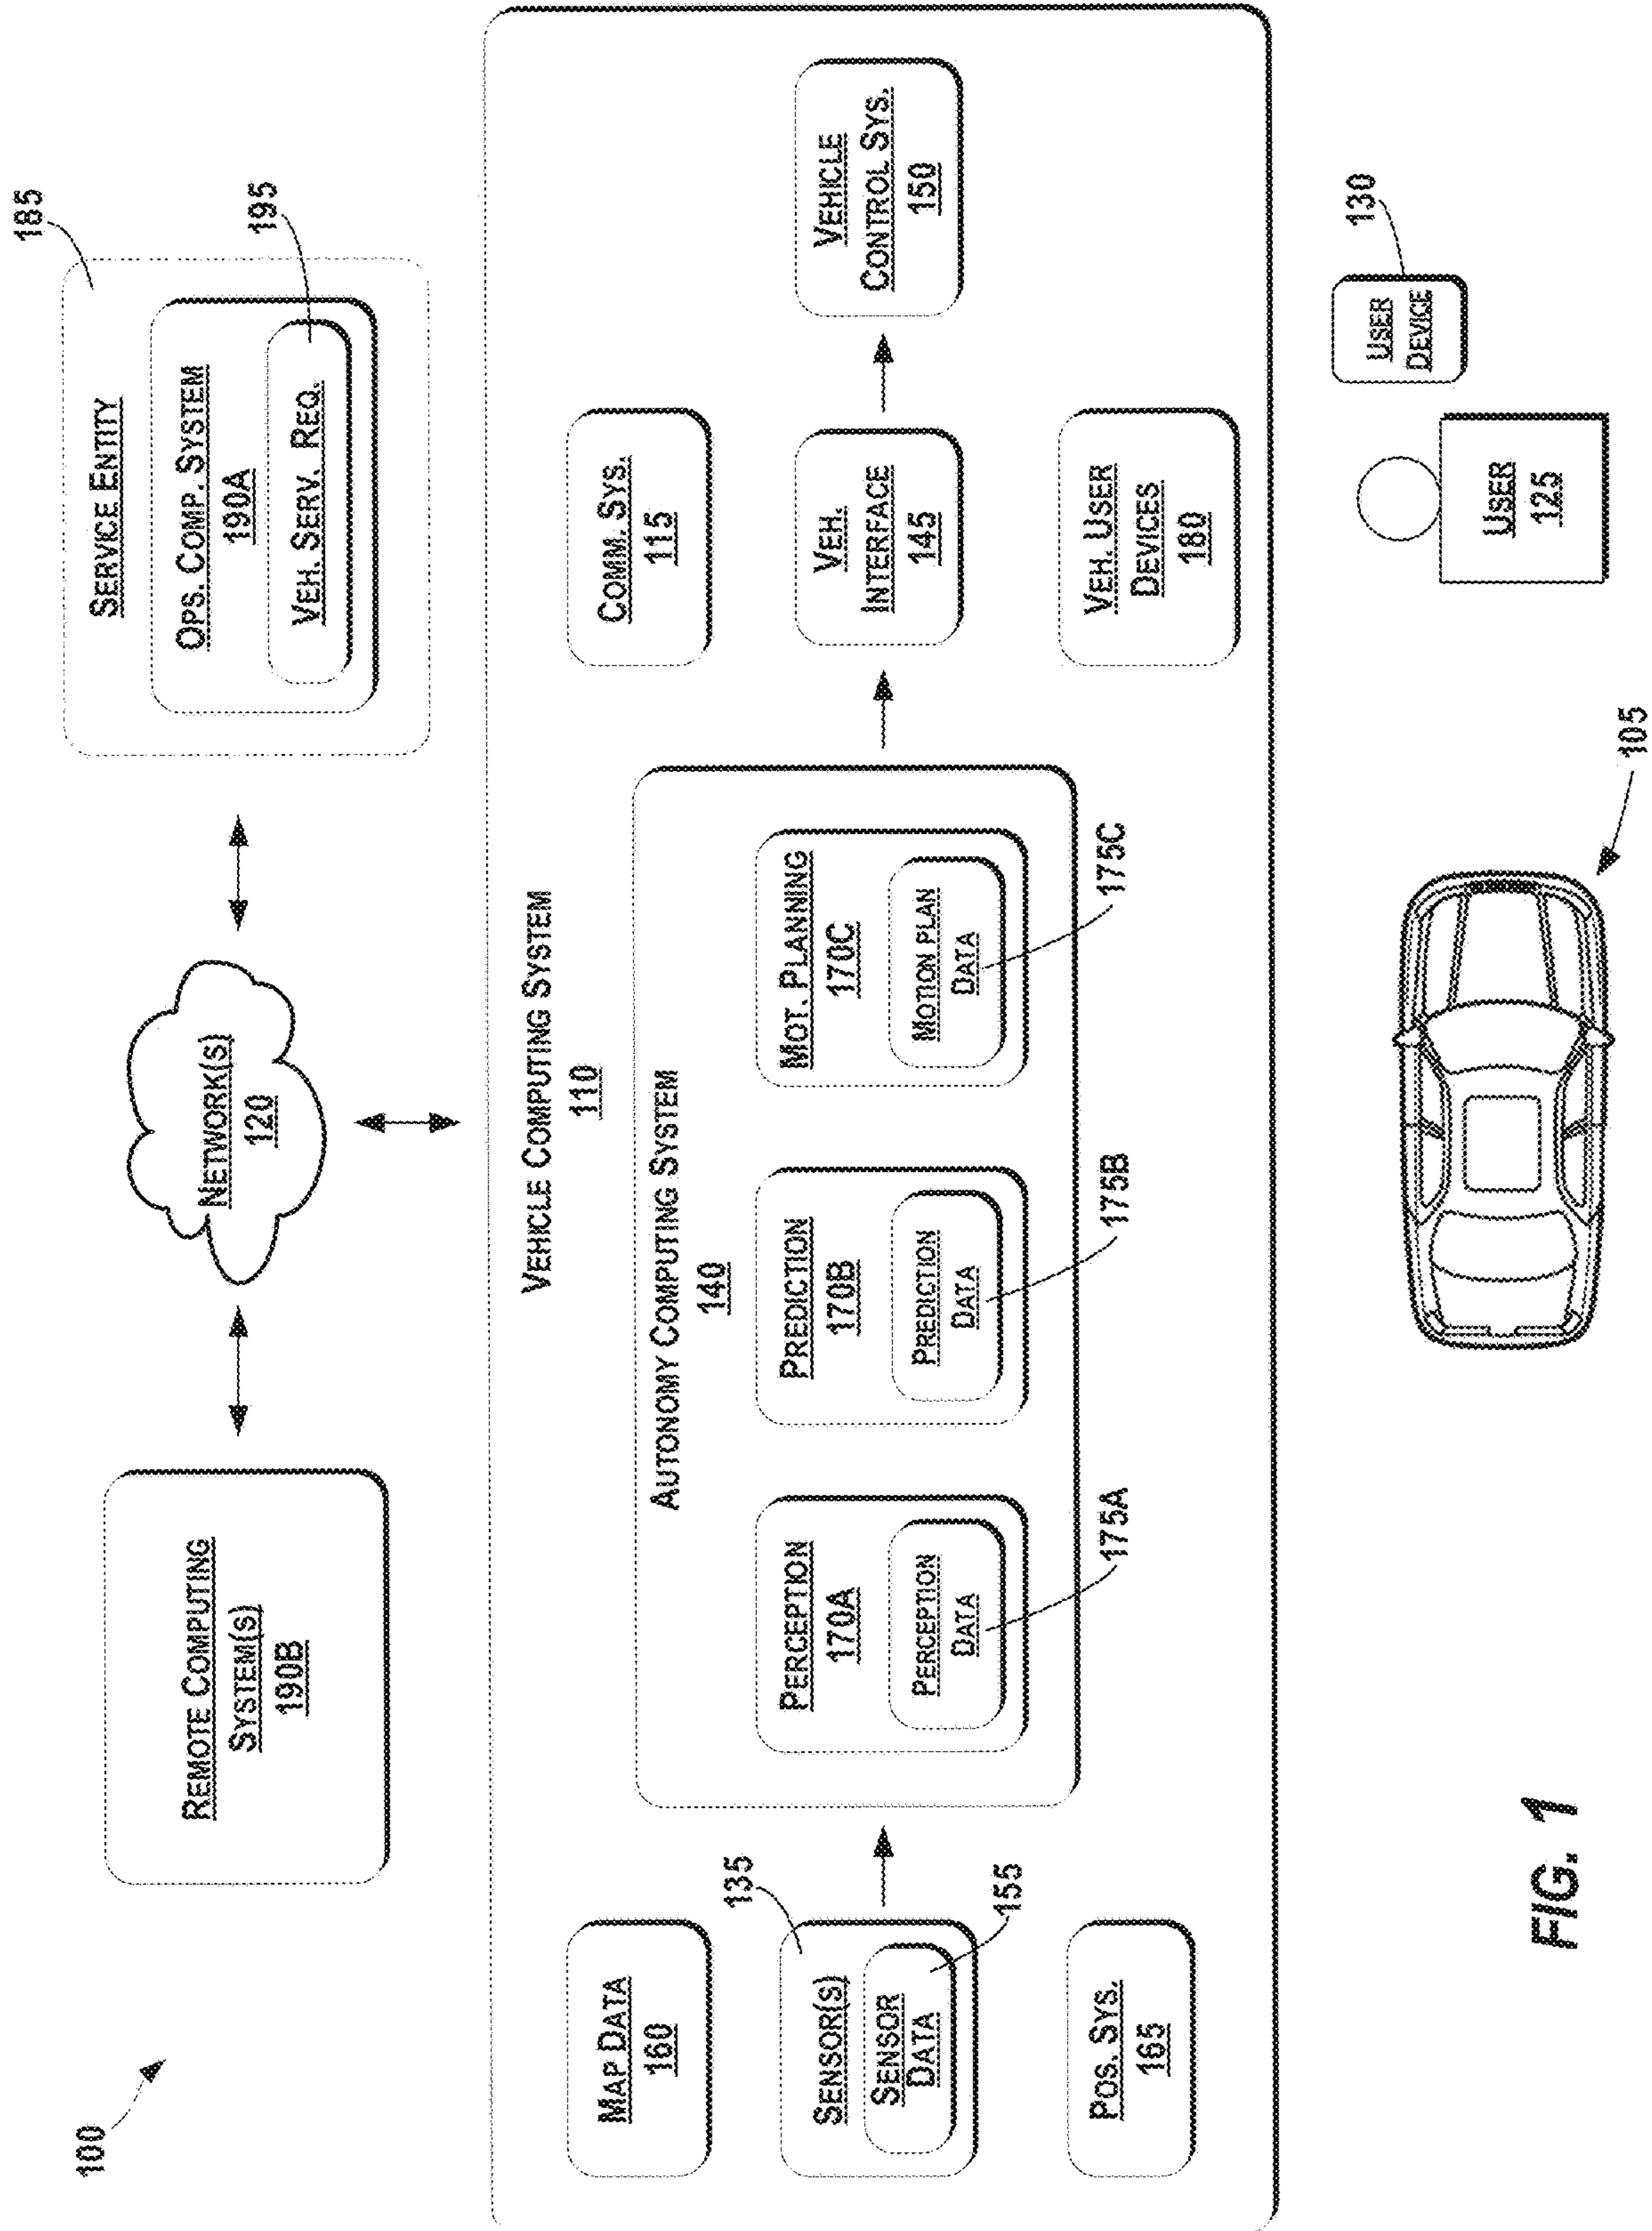 100
REMOTE COMPUTING
SYSTEM(S)
190B
NETWORK(S)
120
185
SERVICE ENTITY
OPS. COMP. SYSTEM
190A
VEH. SERV. REQ.
195
VEHICLE COMPUTING SYSTEM
110
MAP DATA
160
135
SENSOR(S)
SENSOR
DATA
155
POS. SYS.
165
AUTONOMY COMPUTING SYSTEM
140
PERCEPTION
170A
PERCEPTION
DATA
175A
PREDICTION
170B
PREDICTION
DATA
175B
MOT. PLANNING
170C
MOTION PLAN
DATA
175C
COMM. SYS.
115
VEH.
INTERFACE
145
VEH. USER
DEVICES
180
VEHICLE
CONTROL SYS.
150
105
USER
125
USER
DEVICE
130
FIG. 1